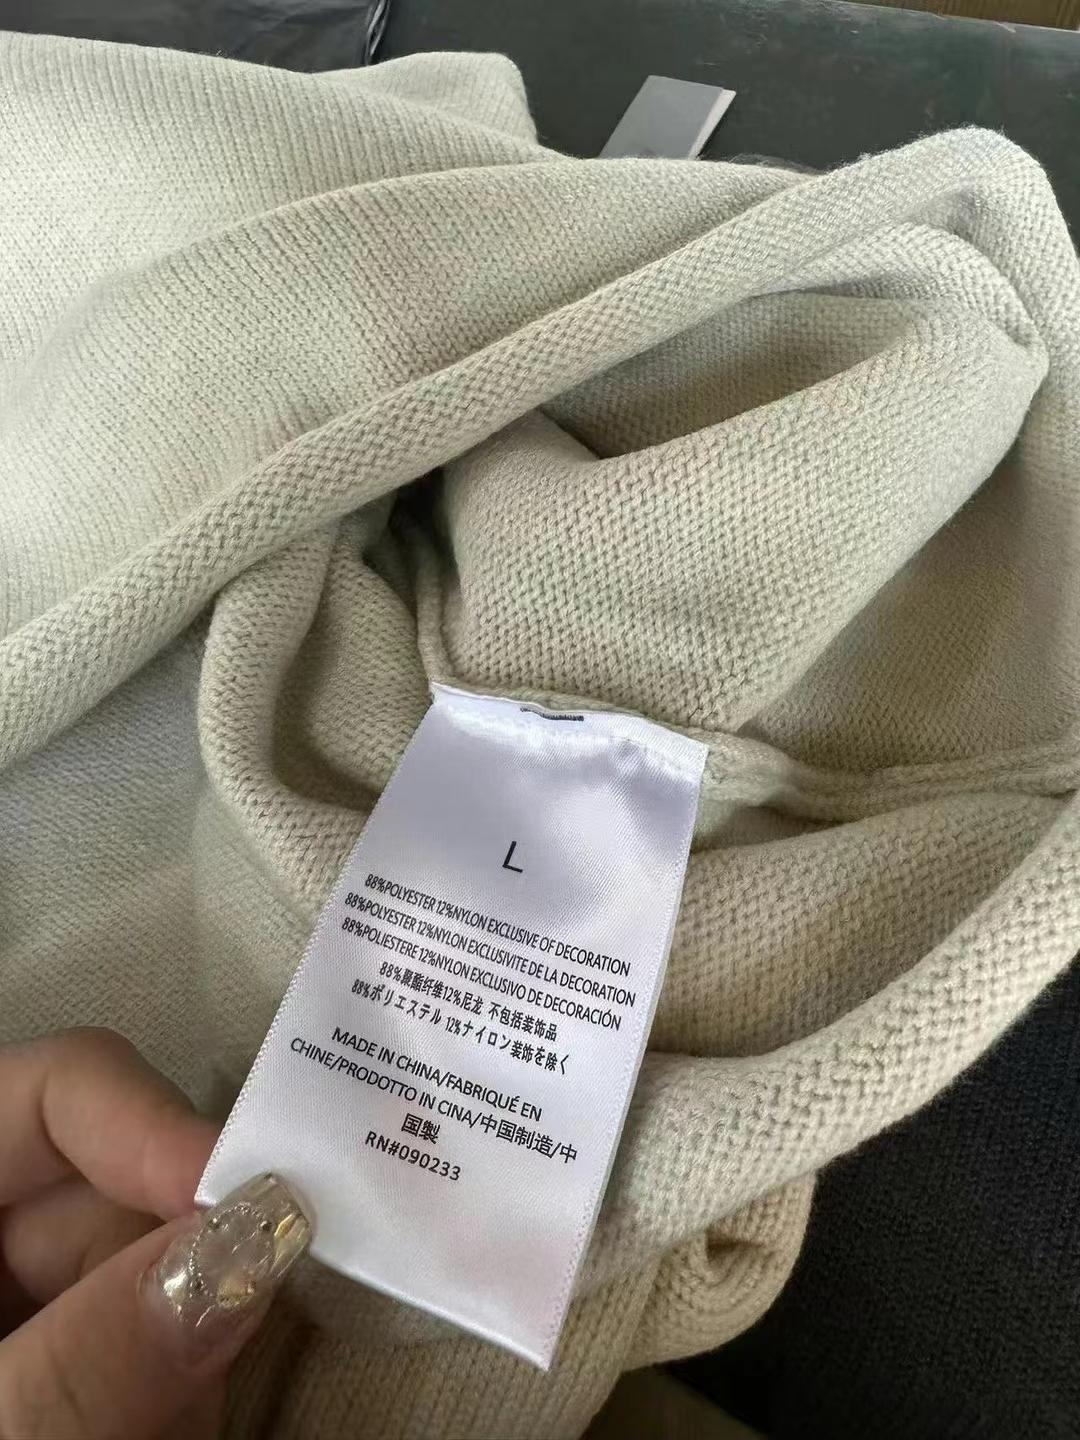 L
88%POLYESTER 12%NYLON EXCLUSIVE OF DECORATION
88%POLYESTER 12%NYLON EXCLUSIVITE DE LA DECORATION
88%POLIESTERE 12%NYLON EXCLUSIVO DE DECORACIÓN
88%聚酯纤维12%尼龙 不包括装饰品
88%ポリエステル 12%ナイロン装飾を除く
MADE IN CHINA/FABRIQUÉ EN
CHINE/PRODOTTO IN CINA/中国制造/中
国製
RN#090233